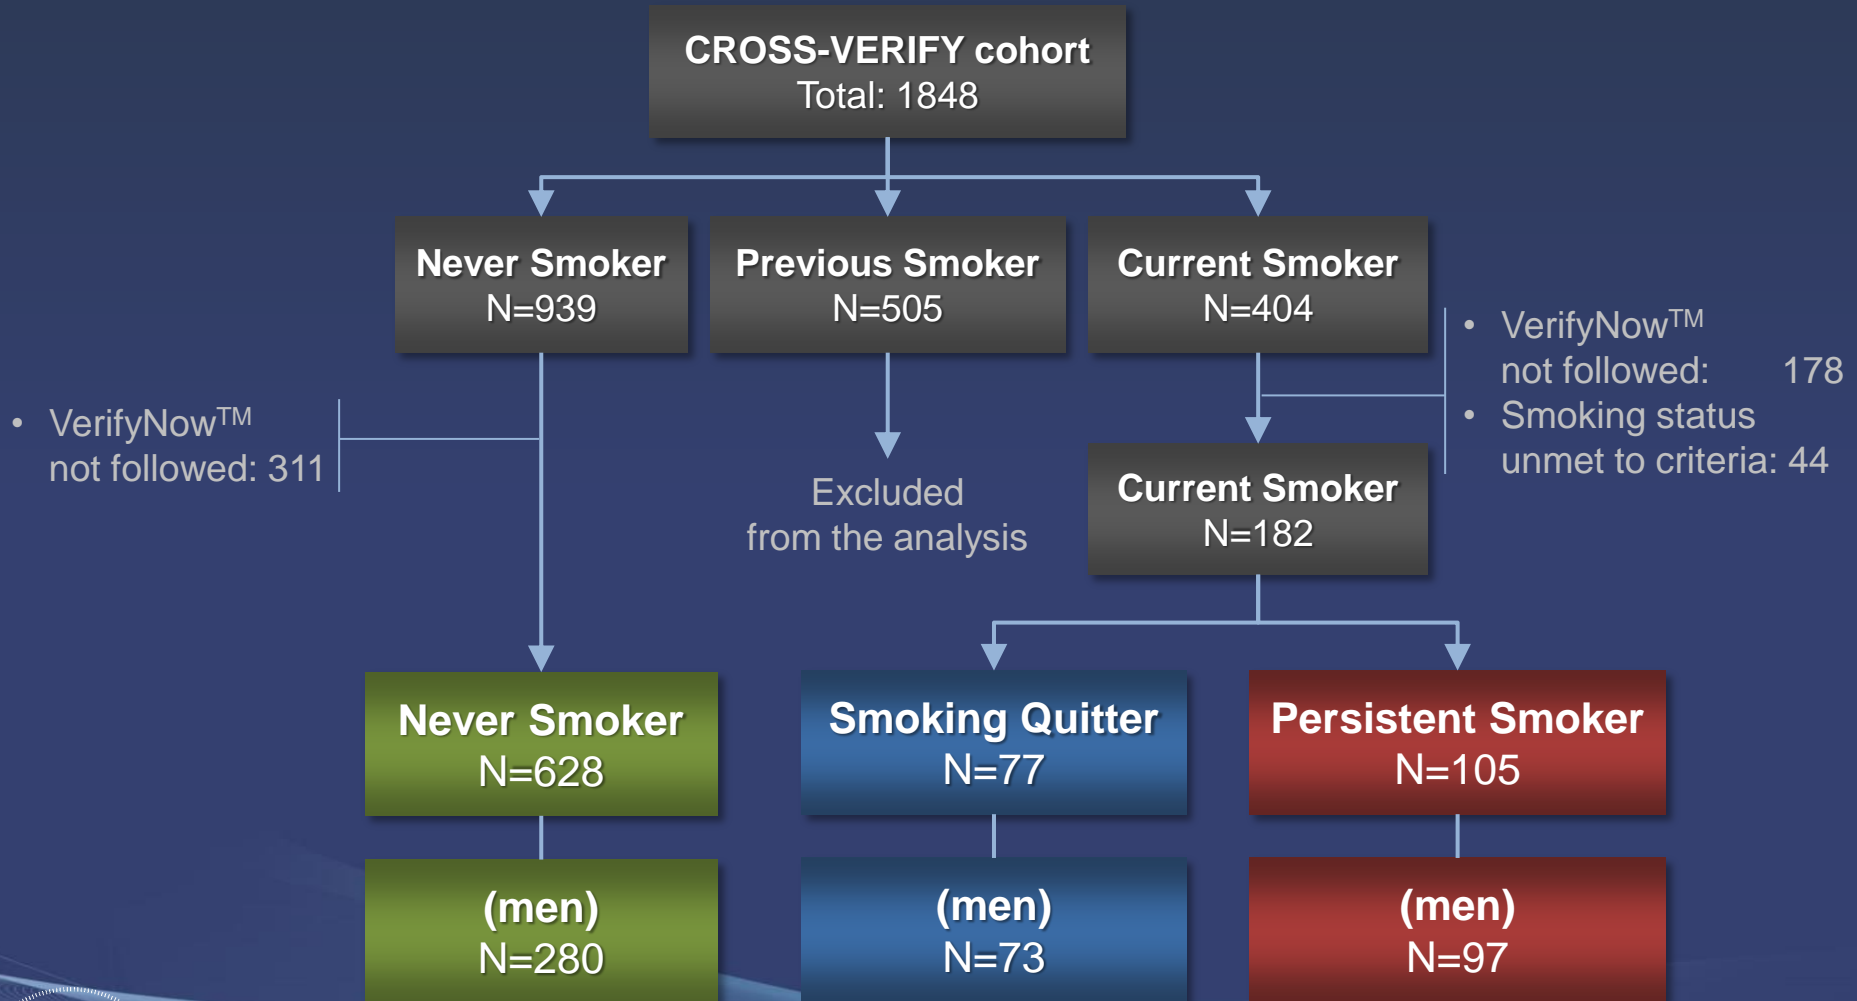 CROSS-VERIFY cohort
Total: 1848
Never Smoker
N=939
Previous Smoker
N=505
Current Smoker
N=404
• VerifyNow™
not followed: 311
• VerifyNow™
not followed: 178
• Smoking status
unmet to criteria: 44
Excluded
from the analysis
Current Smoker
N=182
Never Smoker
N=628
Smoking Quitter
N=77
Persistent Smoker
N=105
(men)
N=280
(men)
N=73
(men)
N=97